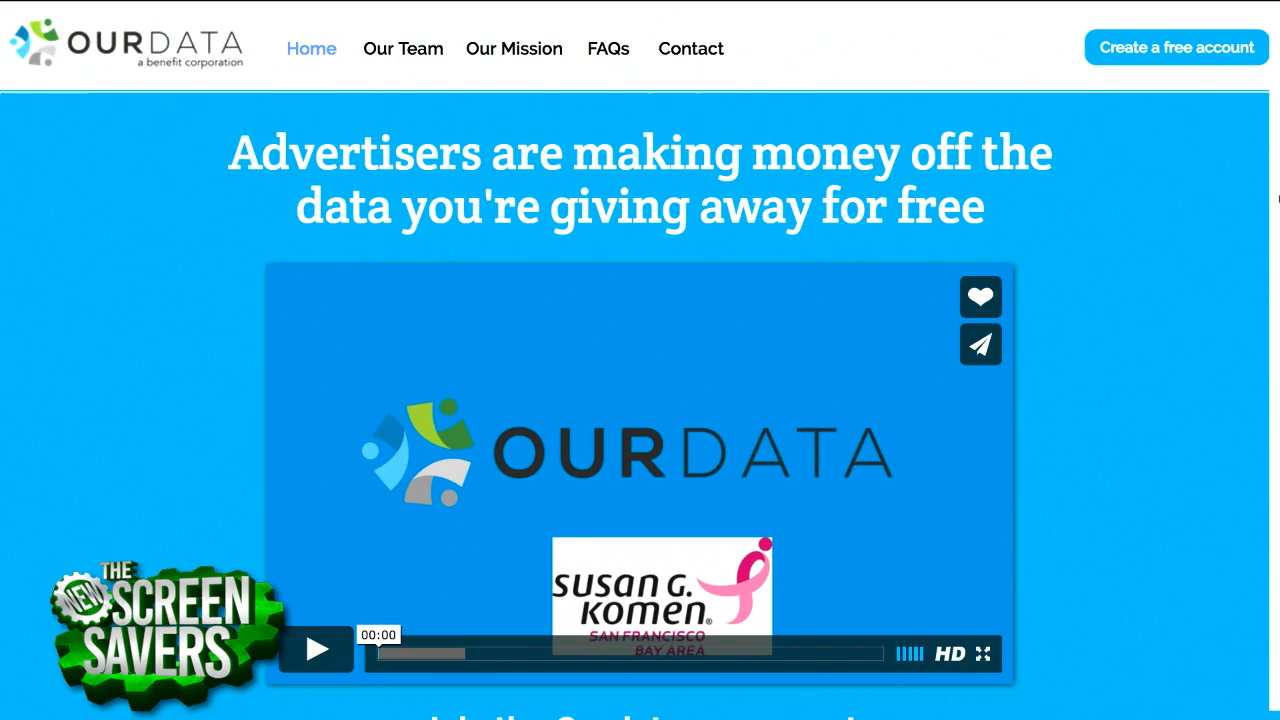 OURDATA
a benefit corporation
Home Our Team Our Mission FAQs Contact
Create a free account
Advertisers are making money off the
data you're giving away for free
OURDATA
susan g.
komen®
SAN FRANCISCO
BAY AREA
00:00
HD
THE
NEW SCREEN
SAVERS